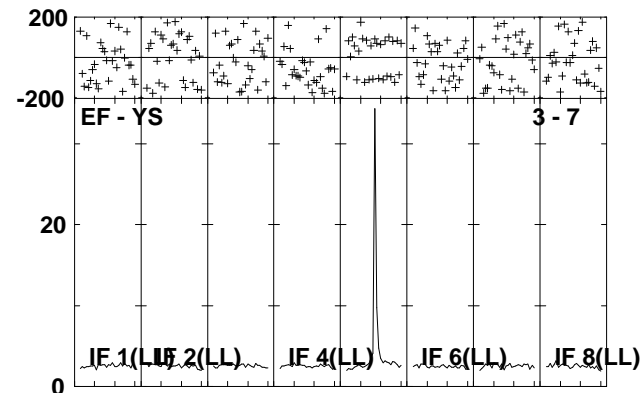 200
-200
EF - YS 3 - 7
20
IF 1(LL) IF 2(LL) IF 4(LL) IF 6(LL) IF 8(LL)
0